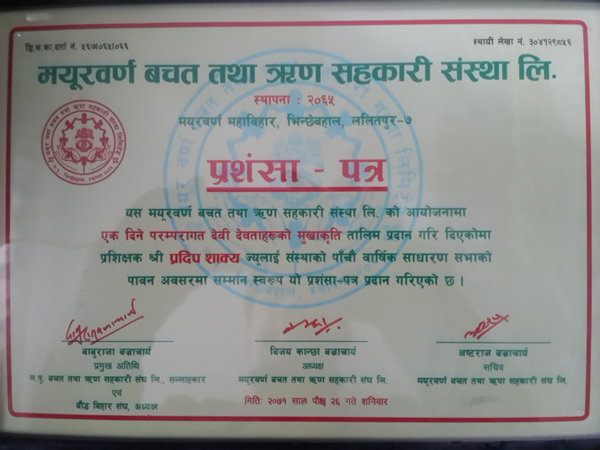 डि.स.का.दर्ता नं. ५६७/०६५/०६६
स्थायी लेखा नं. ३०४१२९८५६
मयूरवर्ण बचत तथा ऋण सहकारी संस्था लि.
स्थापना : २०६५
मयूरवर्ण महाबिहार, भिन्छेबहाल, ललितपुर-७
प्रशंसा - पत्र
यस मयूरवर्ण बचत तथा ऋण सहकारी संस्था लि. को आयोजनामा
एक दिने परम्परागत देवी देवताहरूको मुखाकृति तालिम प्रदान गरि दिएकोमा
प्रशिक्षक श्री प्रदिप शाक्य ज्यूलाई संस्थाको पाँचौ वार्षिक साधारण सभाको
पावन अवसरमा सम्मान स्वरूप यो प्रशंसा-पत्र प्रदान गरिएको छ ।
बाबुराजा बज्राचार्य
प्रमुख अतिथि
ल.पु. बचत तथा ऋण सहकारी संघ लि., सल्लाहकार
एवं
बौद्ध बिहार संघ, अध्यक्ष
विजय कान्छा बज्राचार्य
अध्यक्ष
मयूरवर्ण बचत तथा ऋण सहकारी संघ लि.
अष्टराज बज्राचार्य
सचिव
मयूरवर्ण बचत तथा ऋण सहकारी संघ लि.
मितिः २०७१ साल पौष २६ गते शनिवार